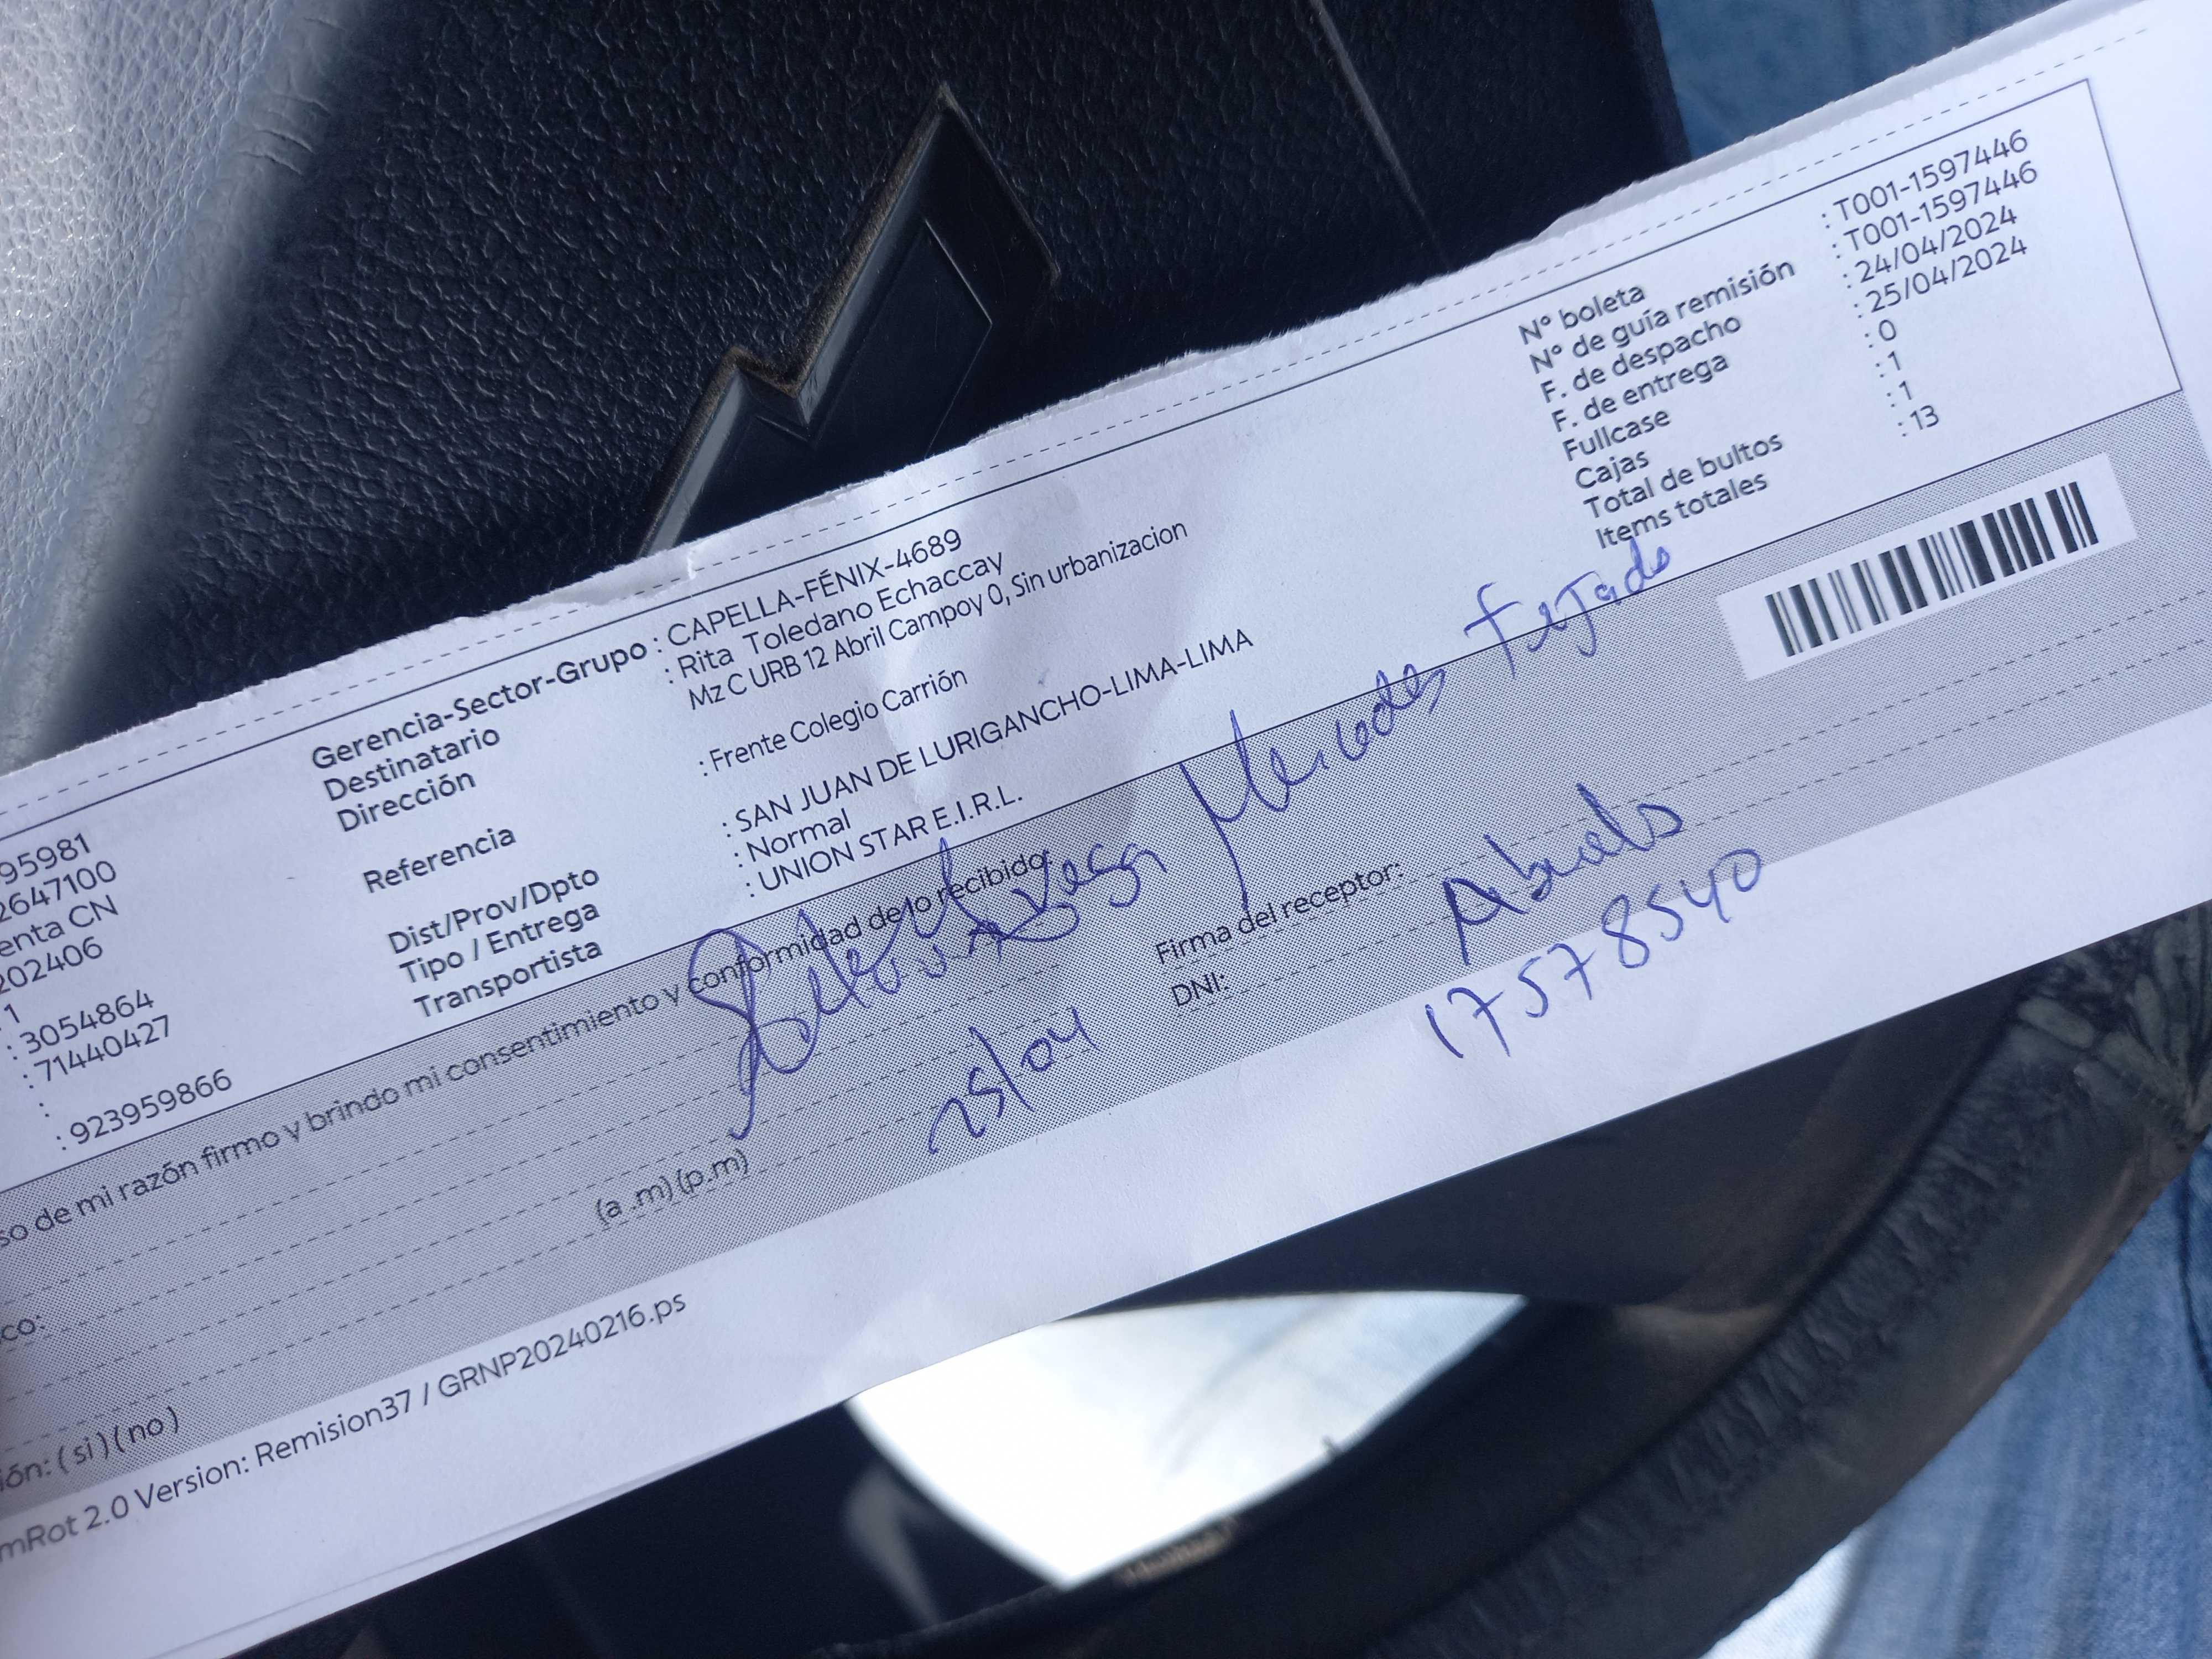 95981
2647100
enta CN
202406
1
: 3054864
: 71440427
:
: 923959866
Gerencia-Sector-Grupo : CAPELLA-FÉNIX-4689
Destinatario : Rita Toledano Echaccay
Dirección Mz C URB 12 Abril Campoy 0, Sin urbanizacion
Referencia : Frente Colegio Carrión
Dist/Prov/Dpto : SAN JUAN DE LURIGANCHO-LIMA-LIMA
Tipo / Entrega : Normal
Transportista : UNION STAR E.I.R.L.
N° boleta : T001-1597446
N° de guía remisión : T001-1597446
F. de despacho : 24/04/2024
F. de entrega : 25/04/2024
Fullcase : 0
Cajas : 1
Total de bultos : 1
Items totales : 13
so de mi razón firmo y brindo mi consentimiento y conformidad de lo recibido:
Mercedes
25/04
Firma del receptor:
DNI: 17578540
(a .m) (p.m)
co:
ión: ( si ) ( no )
mRot 2.0 Version: Remision37 / GRNP20240216.ps